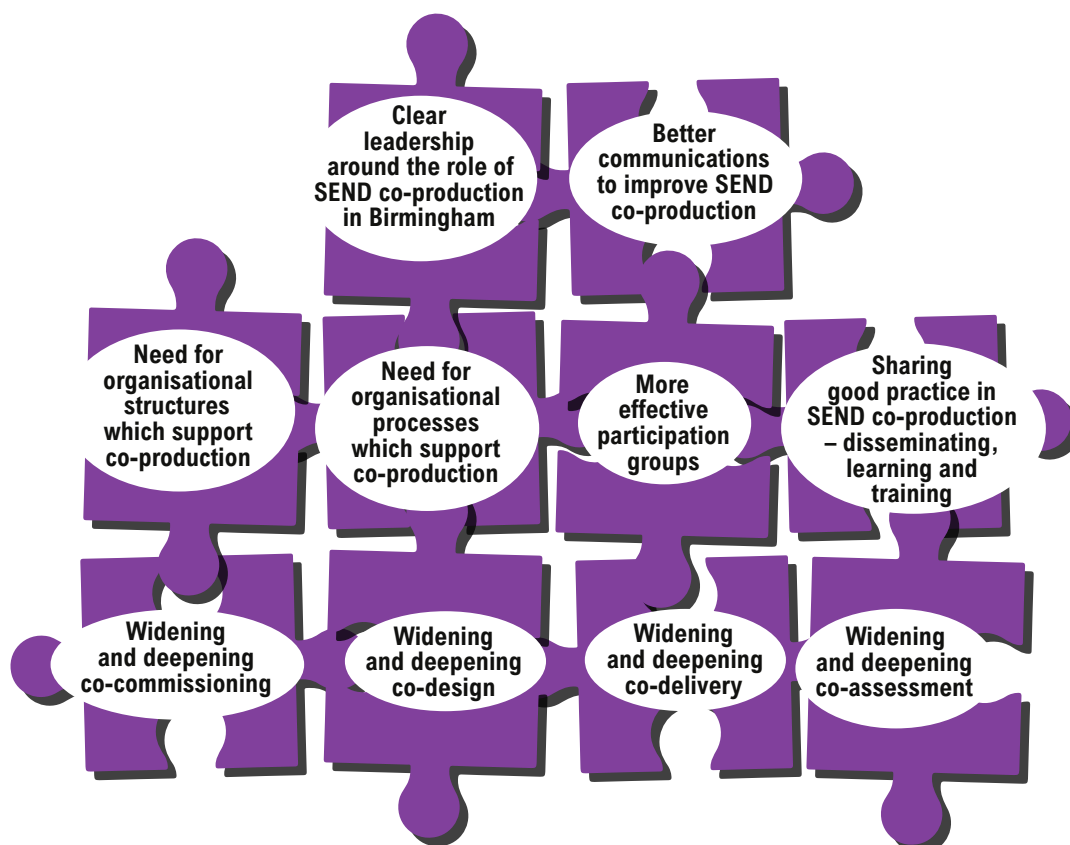 Clear
leadership
around the role of
SEND co-production
in Birmingham
Better
communications
to improve SEND
co-production
Need for
organisational
structures
which support
co-production
Need for
organisational
processes
which support
co-production
More
effective
participation
groups
Sharing
good practice in
SEND co-production
– disseminating,
learning and
training
Widening
and deepening
co-commissioning
Widening
and deepening
co-design
Widening
and deepening
co-delivery
Widening
and deepening
co-assessment